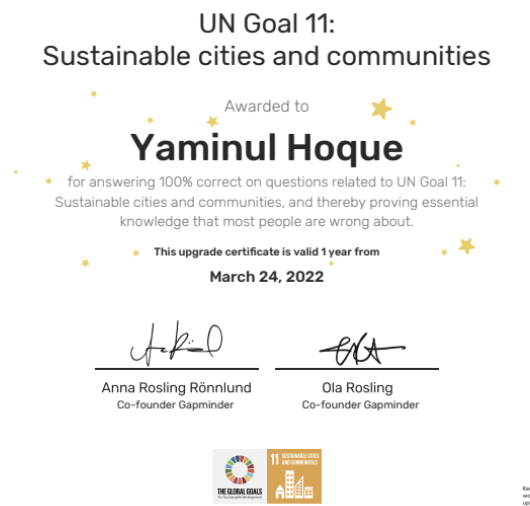 UN Goal 11:
Sustainable cities and communities
Awarded to
Yaminul Hoque
for answering 100% correct on questions related to UN Goal 11:
Sustainable cities and communities, and thereby proving essential
knowledge that most people are wrong about.
This upgrade certificate is valid 1 year from
March 24, 2022
Anna Rosling Rönnlund
Co-founder Gapminder
Ola Rosling
Co-founder Gapminder
THE GLOBAL GOALS
11 SUSTAINABLE CITIES
AND COMMUNITIES